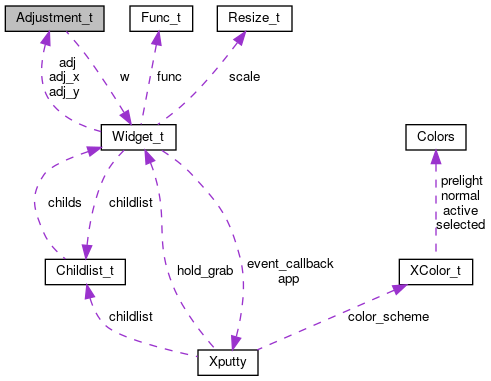 Adjustment_t
Func_t
Resize_t
adj
adj_x
adj_y
w
func
scale
Widget_t
Colors
childs
childlist
prelight
normal
active
selected
hold_grab
event_callback
app
Childlist_t
XColor_t
childlist
color_scheme
Xputty